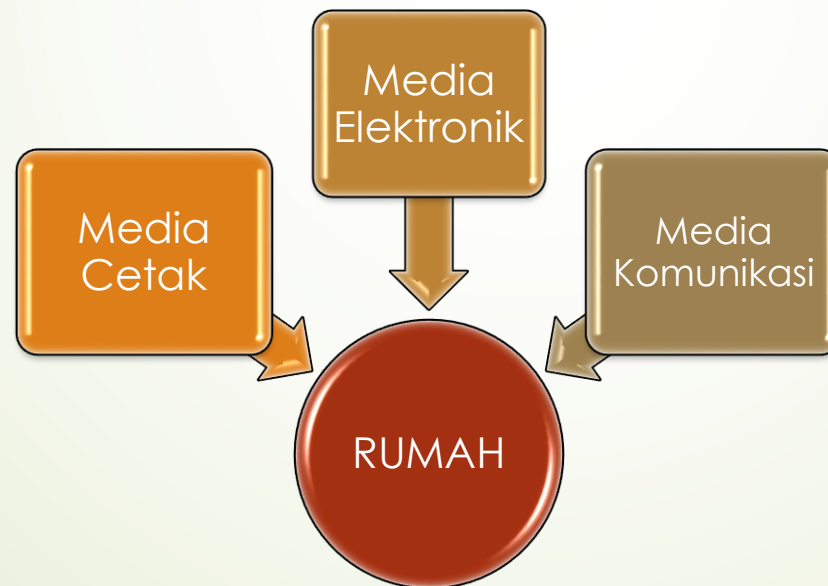 Media
Elektronik
Media
Cetak
Media
Komunikasi
RUMAH